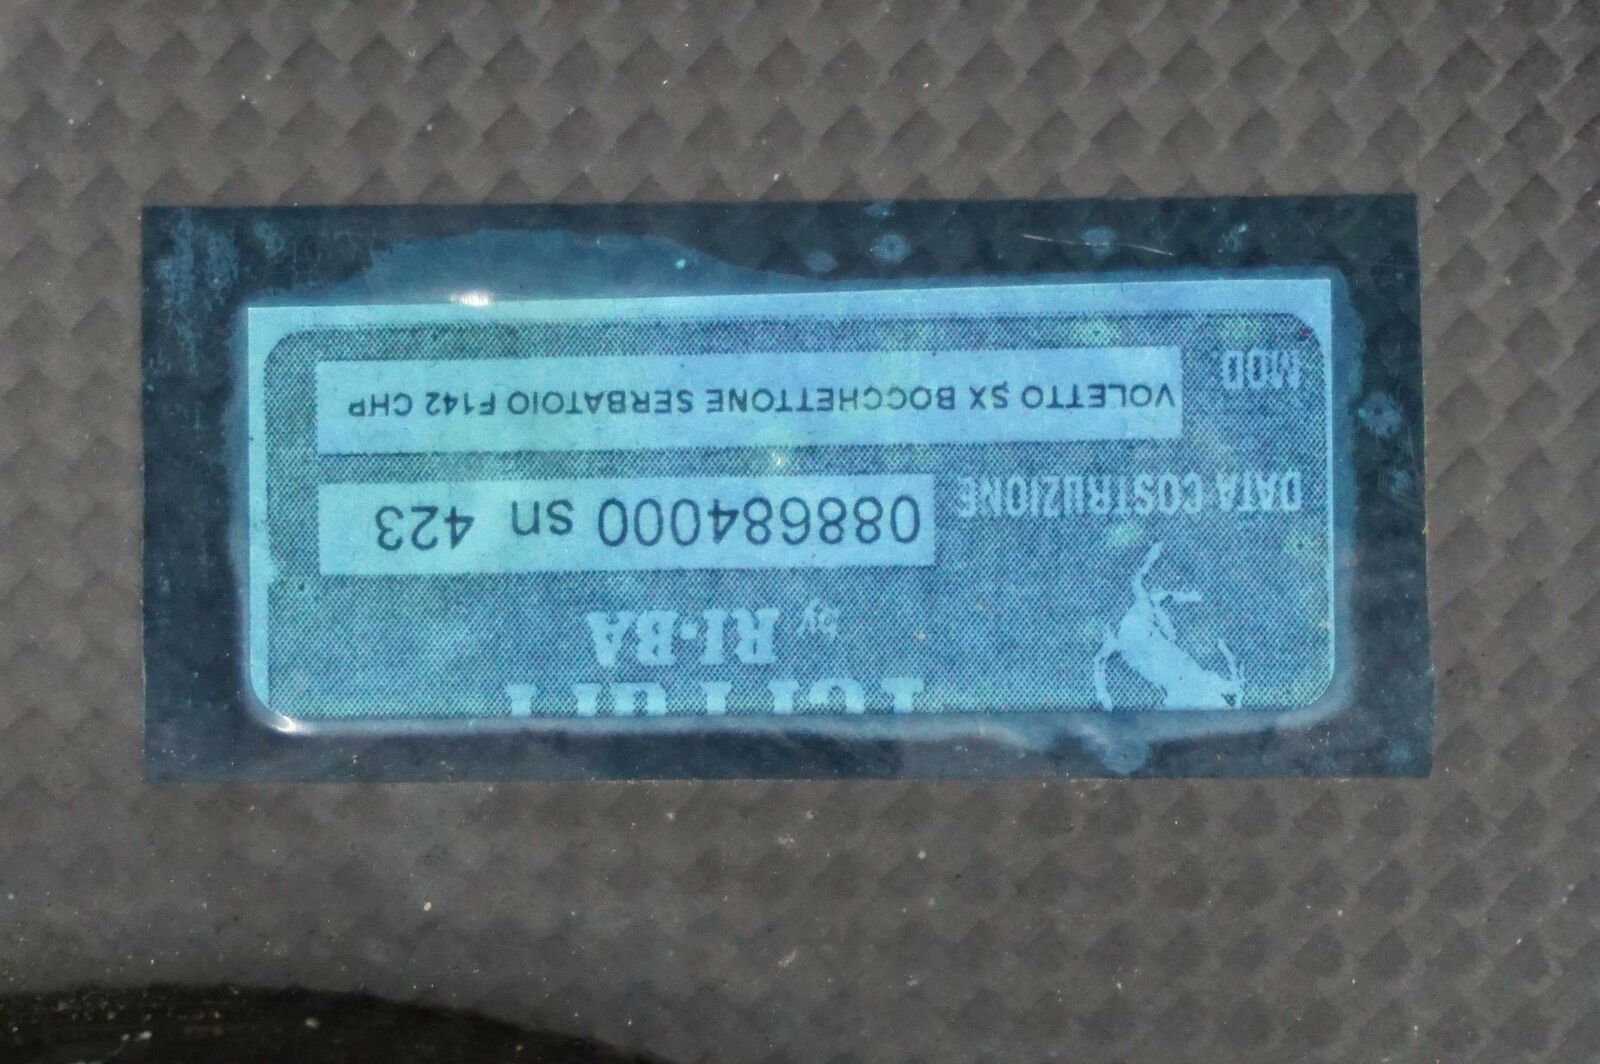 by RI-BA
DATA COSTRUZIONE 088684000 sn 423
MOD. VOLETTO SX BOCCHETTONE SERBATOIO F142 CHP